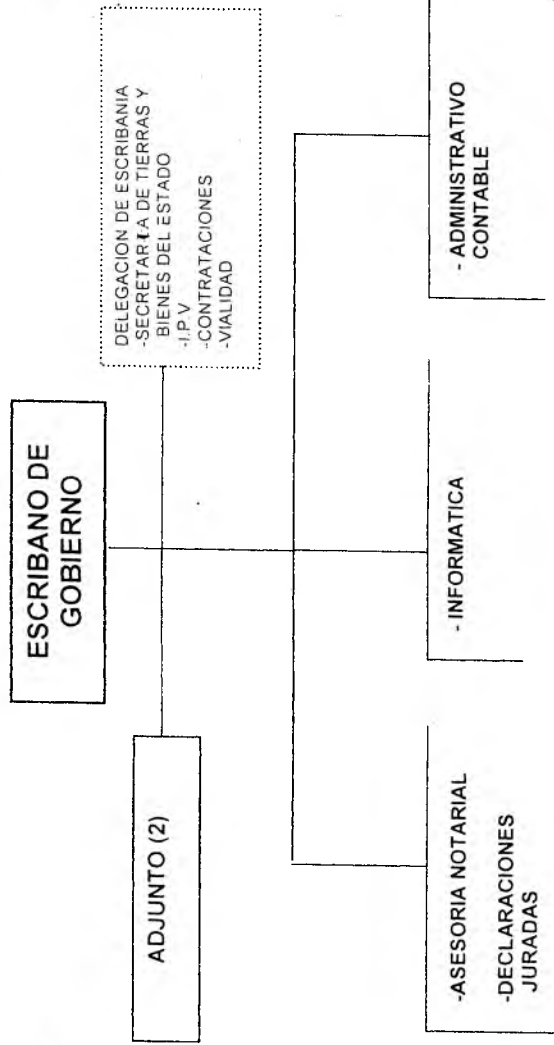 ESCRIBANO DE
GOBIERNO
ADJUNTO (2)
DELEGACION DE ESCRIBANIA
-SECRETARIA DE TIERRAS Y
BIENES DEL ESTADO
-I.P.V
-CONTRATACIONES
-VIALIDAD
-ASESORIA NOTARIAL
-DECLARACIONES
JURADAS
- INFORMATICA
- ADMINISTRATIVO
CONTABLE